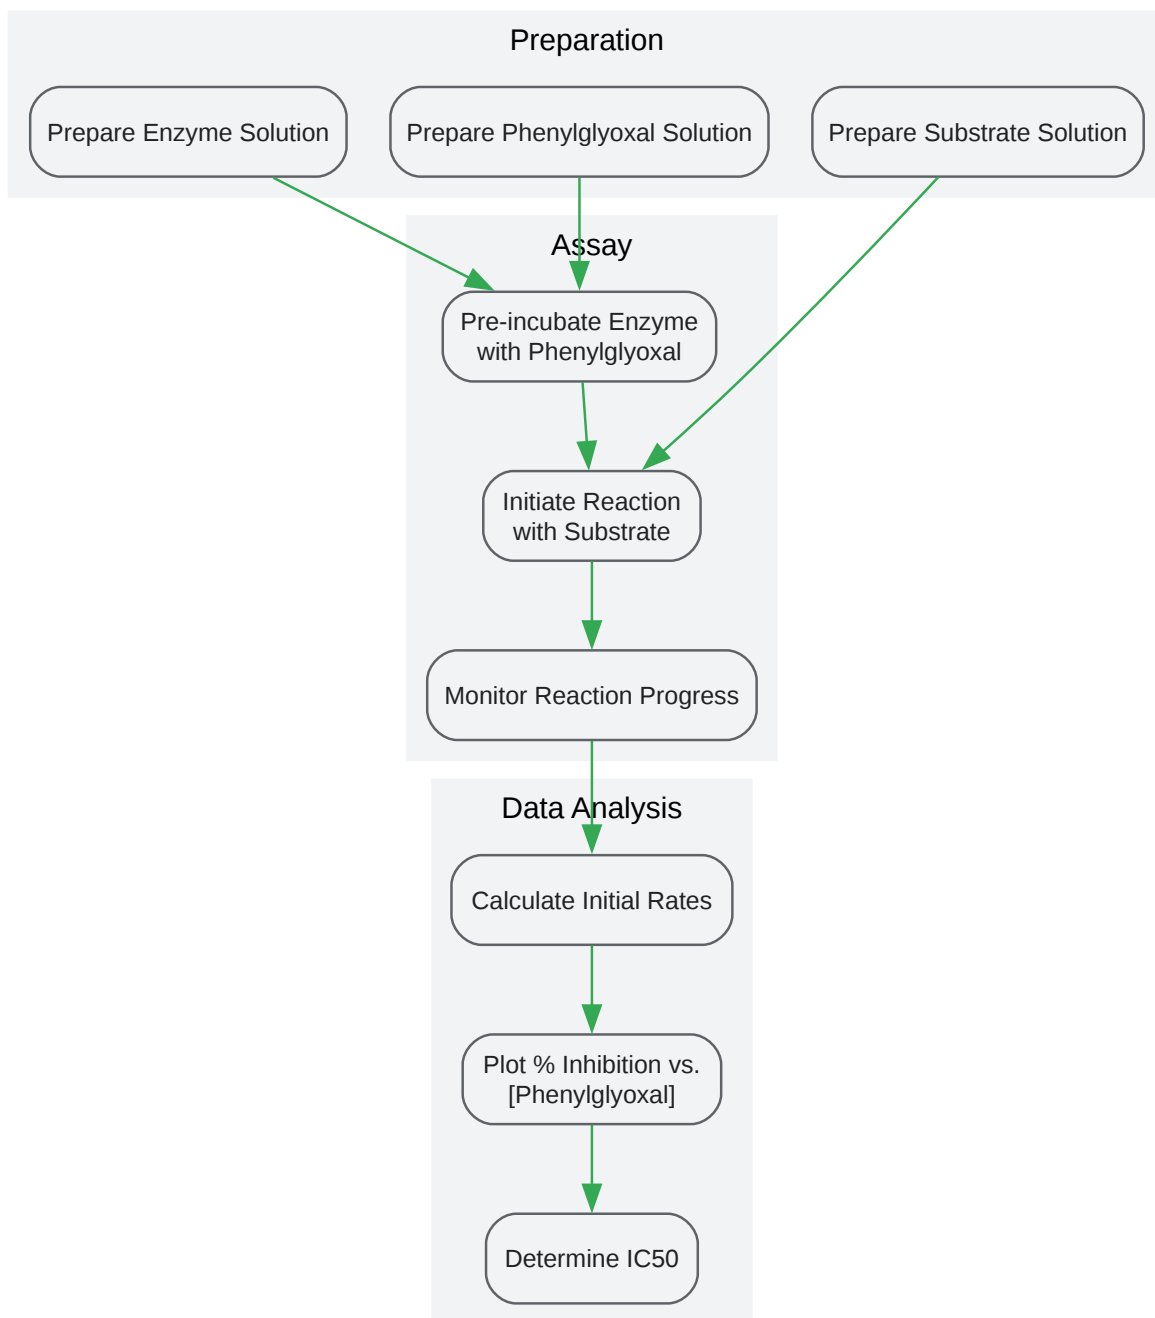 Preparation
Prepare Enzyme Solution
Prepare Phenylglyoxal Solution
Prepare Substrate Solution
Assay
Pre-incubate Enzyme
with Phenylglyoxal
Initiate Reaction
with Substrate
Monitor Reaction Progress
Data Analysis
Calculate Initial Rates
Plot % Inhibition vs.
[Phenylglyoxal]
Determine IC50